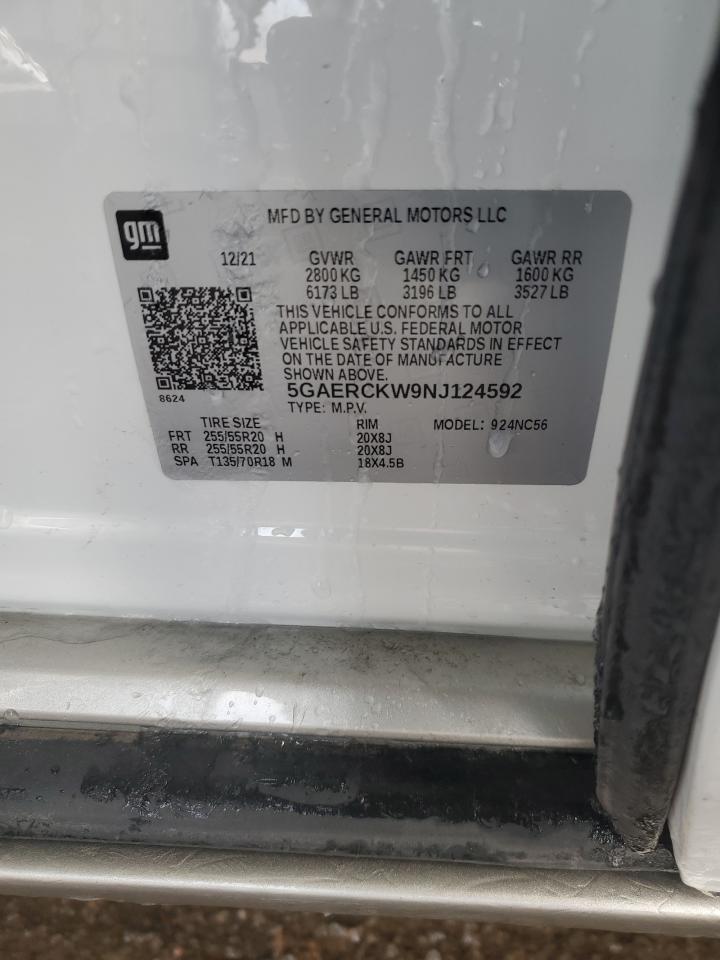 gm
MFD BY GENERAL MOTORS LLC
12/21 GVWR GAWR FRT GAWR RR
2800 KG 1450 KG 1600 KG
6173 LB 3196 LB 3527 LB
THIS VEHICLE CONFORMS TO ALL
APPLICABLE U.S. FEDERAL MOTOR
VEHICLE SAFETY STANDARDS IN EFFECT
ON THE DATE OF MANUFACTURE
SHOWN ABOVE.
5GAERCKW9NJ124592
8624
TYPE: M.P.V.
TIRE SIZE RIM MODEL: 924NC56
FRT 255/55R20 H 20X8J
RR 255/55R20 H 20X8J
SPA T135/70R18 M 18X4.5B